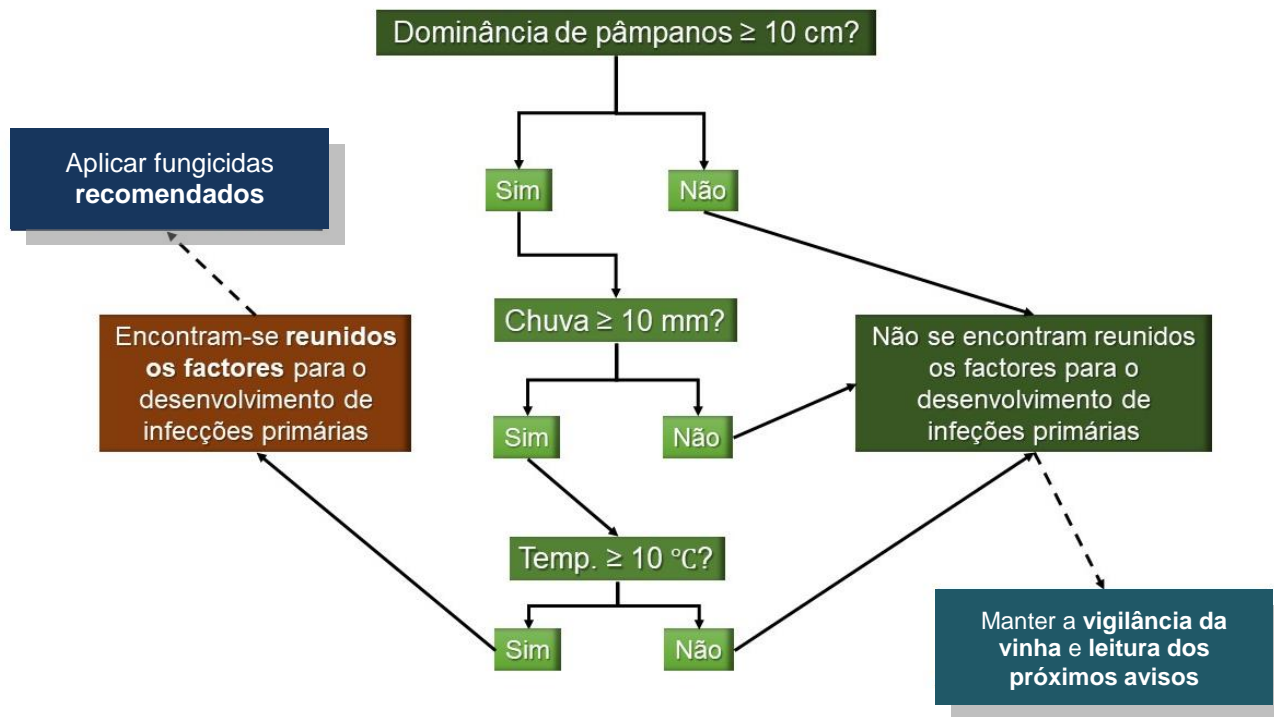 Dominância de pâmpanos ≥ 10 cm?
Aplicar fungicidas
recomendados
Sim
Não
Chuva ≥ 10 mm?
Encontram-se reunidos
os factores para o
desenvolvimento de
infecções primárias
Não se encontram reunidos
os factores para o
desenvolvimento de
infeções primárias
Sim
Não
Temp. ≥ 10 ℃?
Sim
Não
Manter a vigilância da
vinha e leitura dos
próximos avisos